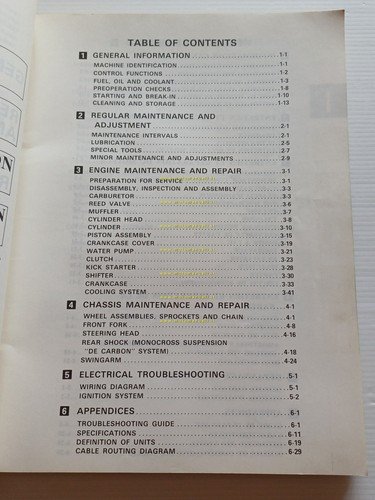 TABLE OF CONTENTS
1 GENERAL INFORMATION 1-1
MACHINE IDENTIFICATION 1-1
CONTROL FUNCTIONS 1-2
FUEL, OIL AND COOLANT 1-3
PREOPERATION CHECKS 1-8
STARTING AND BREAK-IN 1-10
CLEANING AND STORAGE 1-13
2 REGULAR MAINTENANCE AND
ADJUSTMENT 2-1
MAINTENANCE INTERVALS 2-1
LUBRICATION 2-5
SPECIAL TOOLS 2-7
MINOR MAINTENANCE AND ADJUSTMENTS 2-9
3 ENGINE MAINTENANCE AND REPAIR 3-1
PREPARATION FOR SERVICE 3-1
DISASSEMBLY, INSPECTION AND ASSEMBLY 3-3
CARBURETOR 3-3
REED VALVE 3-6
MUFFLER 3-7
CYLINDER HEAD 3-8
CYLINDER 3-10
PISTON ASSEMBLY 3-15
CRANKCASE COVER 3-19
WATER PUMP 3-21
CLUTCH 3-23
KICK STARTER 3-28
SHIFTER 3-30
CRANKCASE 3-33
COOLING SYSTEM 3-41
4 CHASSIS MAINTENANCE AND REPAIR 4-1
WHEEL ASSEMBLIES, SPROCKETS AND CHAIN 4-1
FRONT FORK 4-8
STEERING HEAD 4-16
REAR SHOCK (MONOCROSS SUSPENSION
"DE CARBON" SYSTEM) 4-18
SWINGARM 4-24
5 ELECTRICAL TROUBLESHOOTING 5-1
WIRING DIAGRAM 5-1
IGNITION SYSTEM 5-2
6 APPENDICES 6-1
TROUBLESHOOTING GUIDE 6-1
SPECIFICATIONS 6-11
DEFINITION OF UNITS 6-19
CABLE ROUTING DIAGRAM 6-29